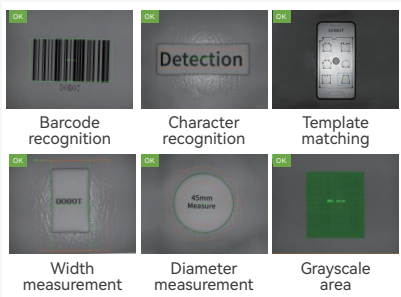 OK
OK
OK
DOBOT
Detection
DOBOT
Barcode
recognition
Character
recognition
Template
matching
OK
OK
OK
DOBOT
45mm
Measure
Width
measurement
Diameter
measurement
Grayscale
area